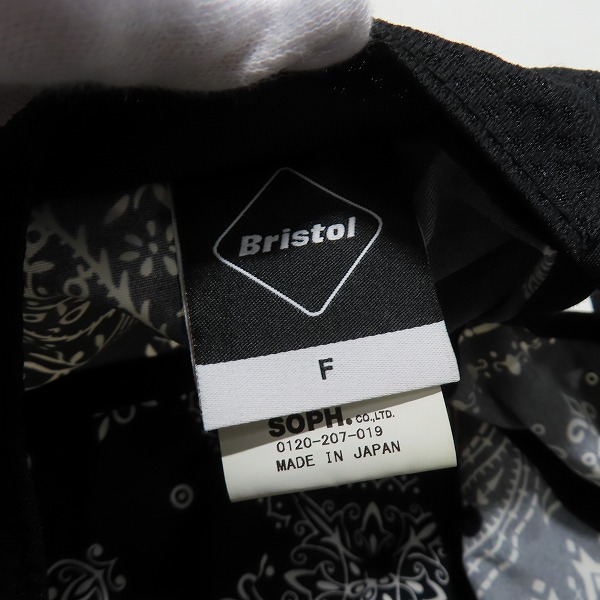 Bristol
F
SOPH. CO.,LTD.
0120-207-019
MADE IN JAPAN